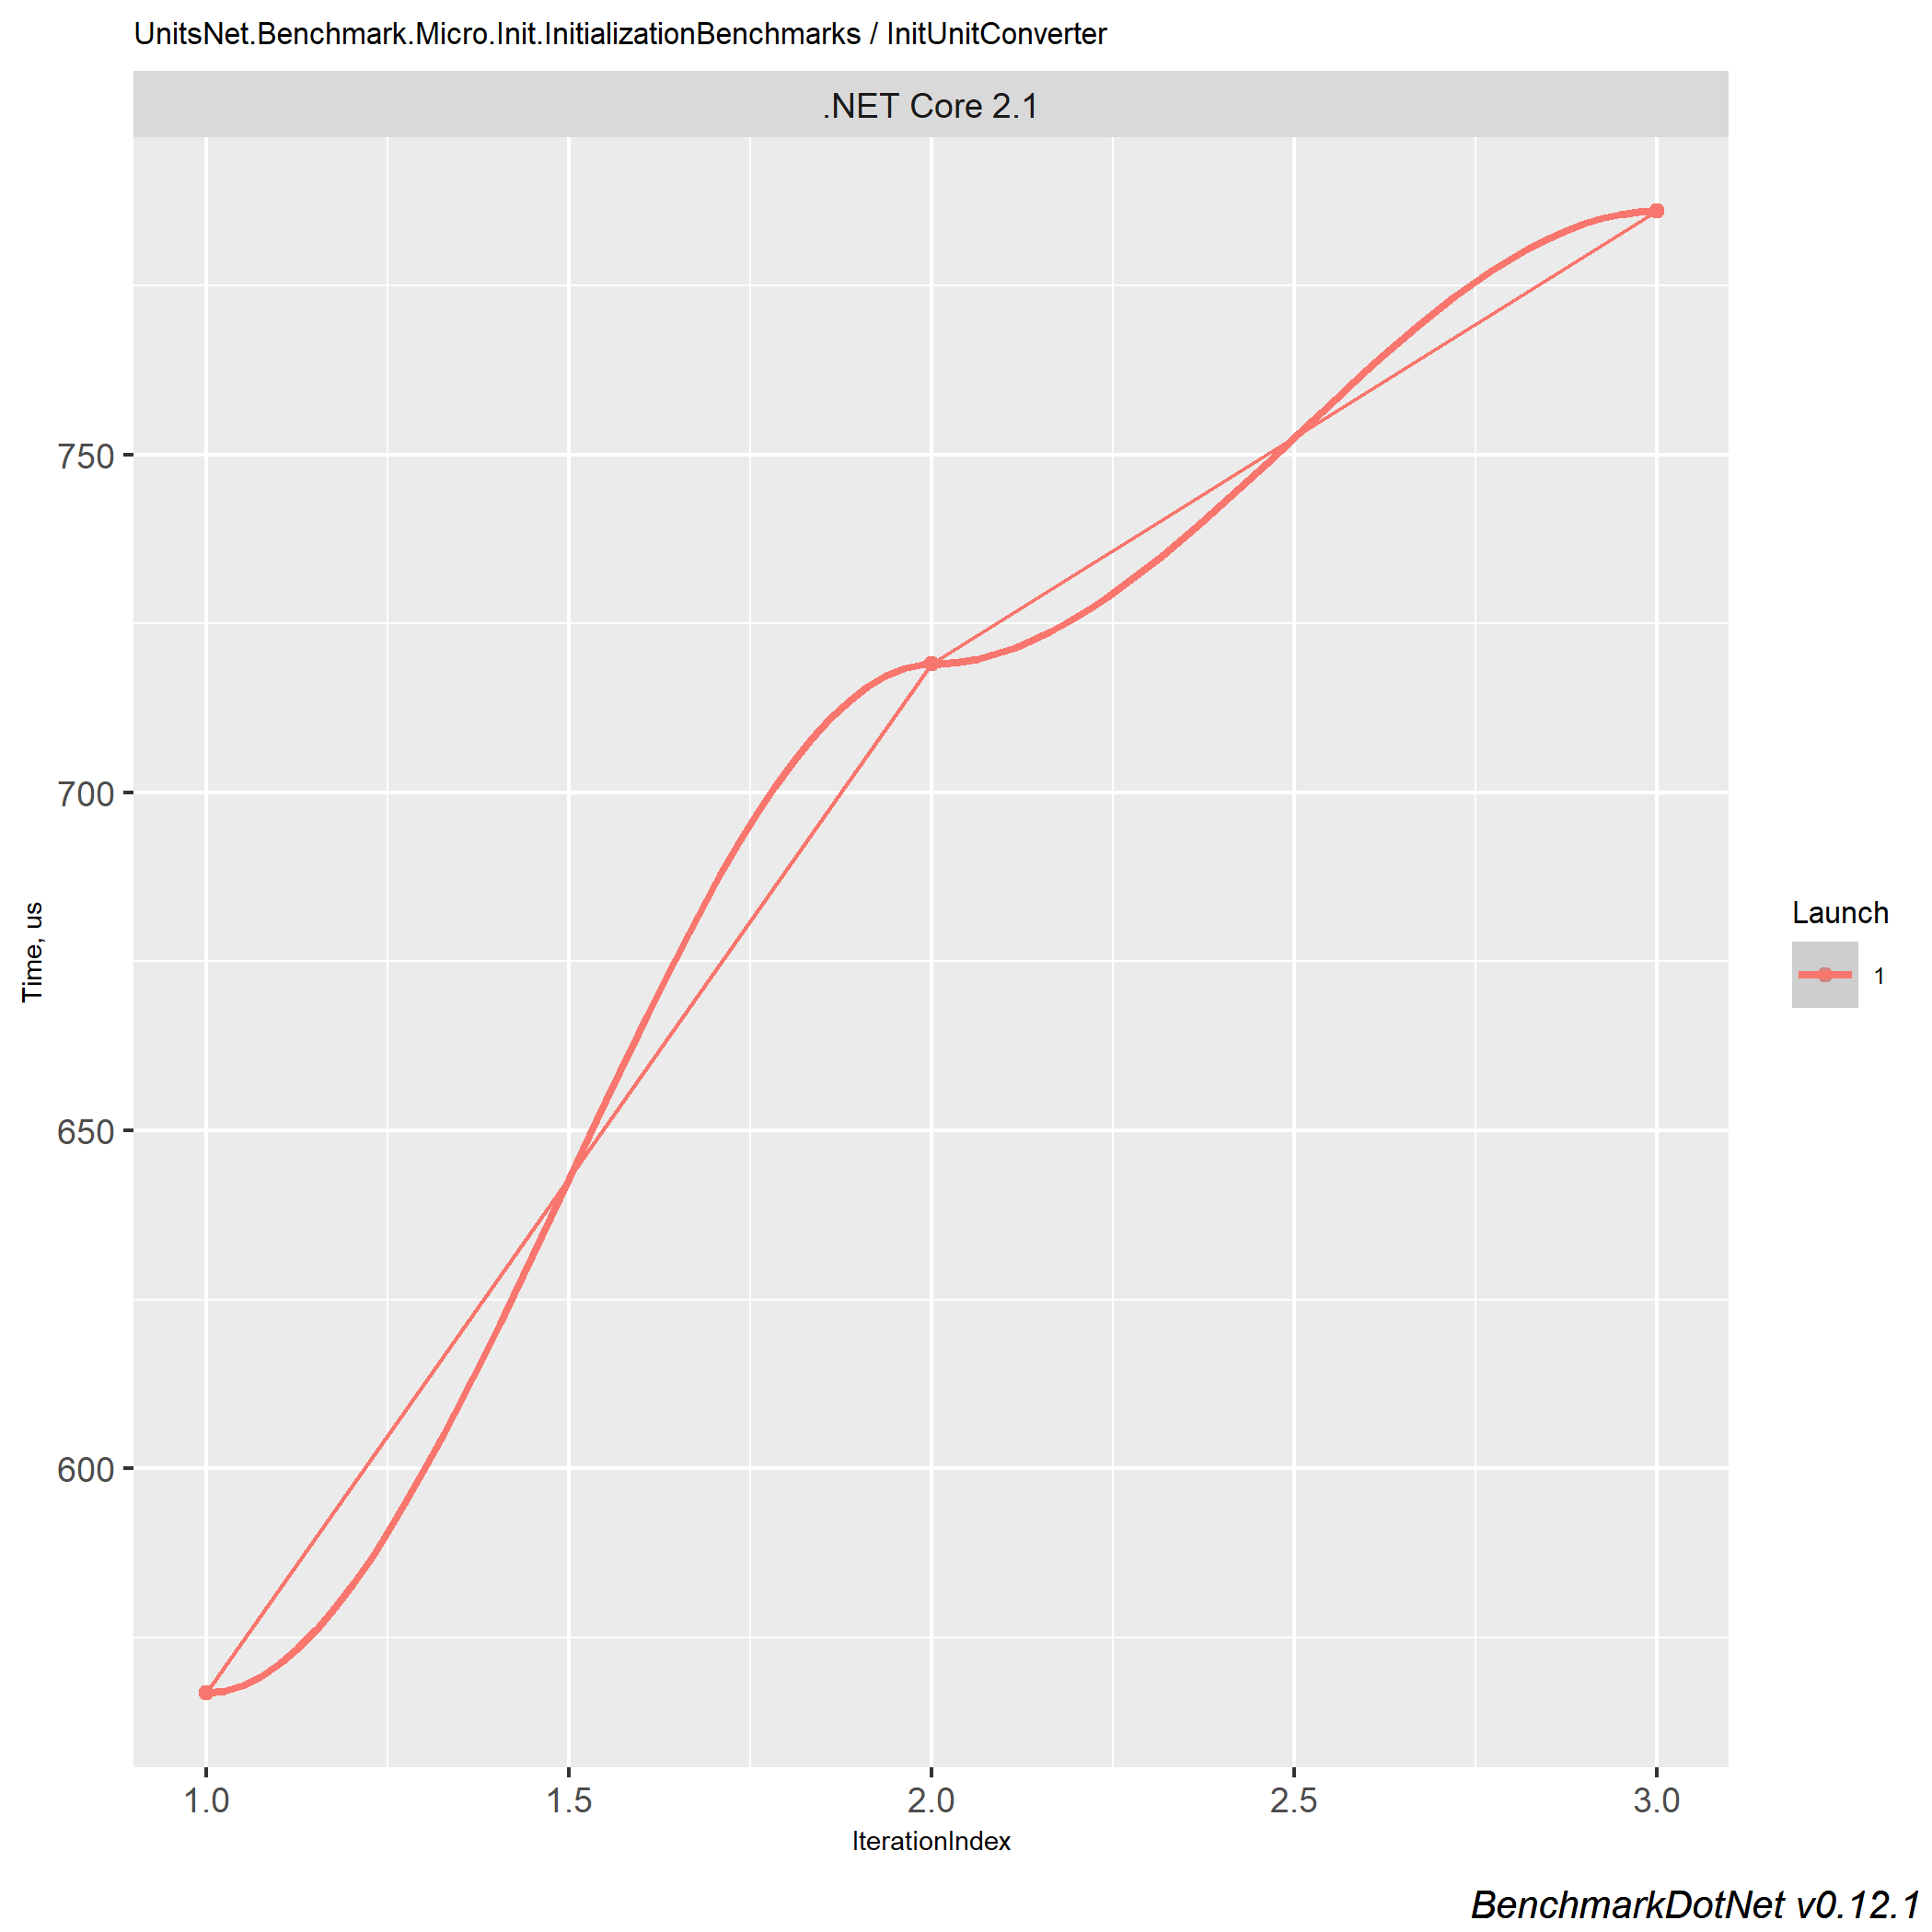 UnitsNet.Benchmark.Micro.Init.InitializationBenchmarks / InitUnitConverter
.NET Core 2.1
750
700
650
600
Time, us
1.0 1.5 2.0 2.5 3.0
IterationIndex
Launch
1
BenchmarkDotNet v0.12.1